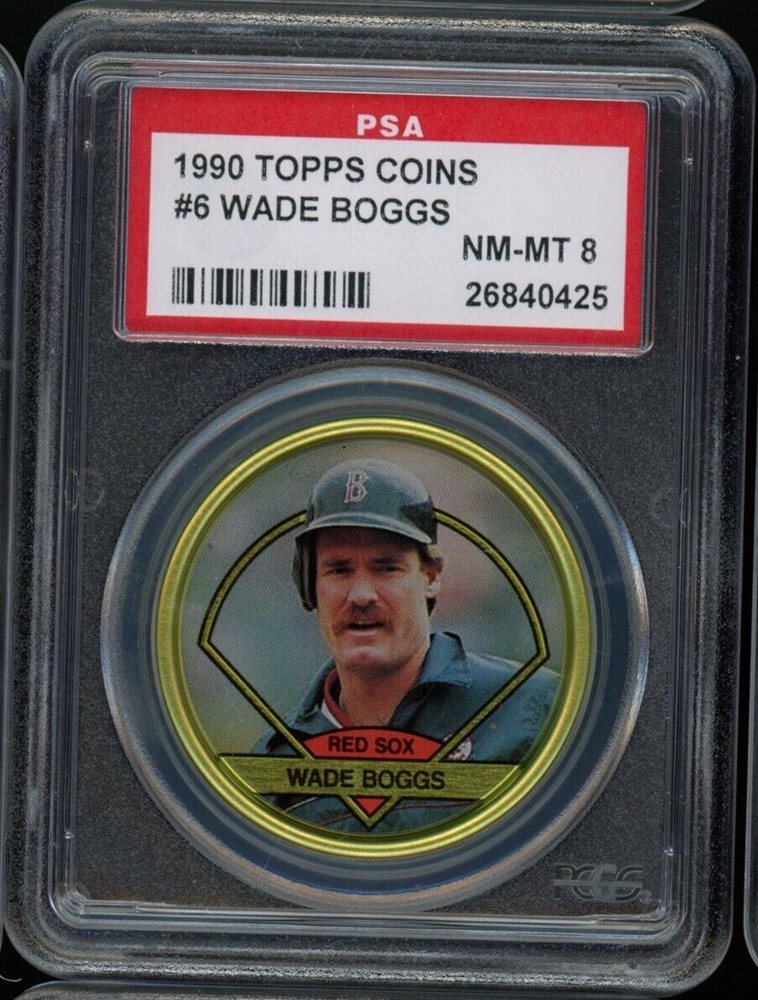 PSA
1990 TOPPS COINS
#6 WADE BOGGS
NM-MT 8
26840425
B
RED SOX
WADE BOGGS
PCGS